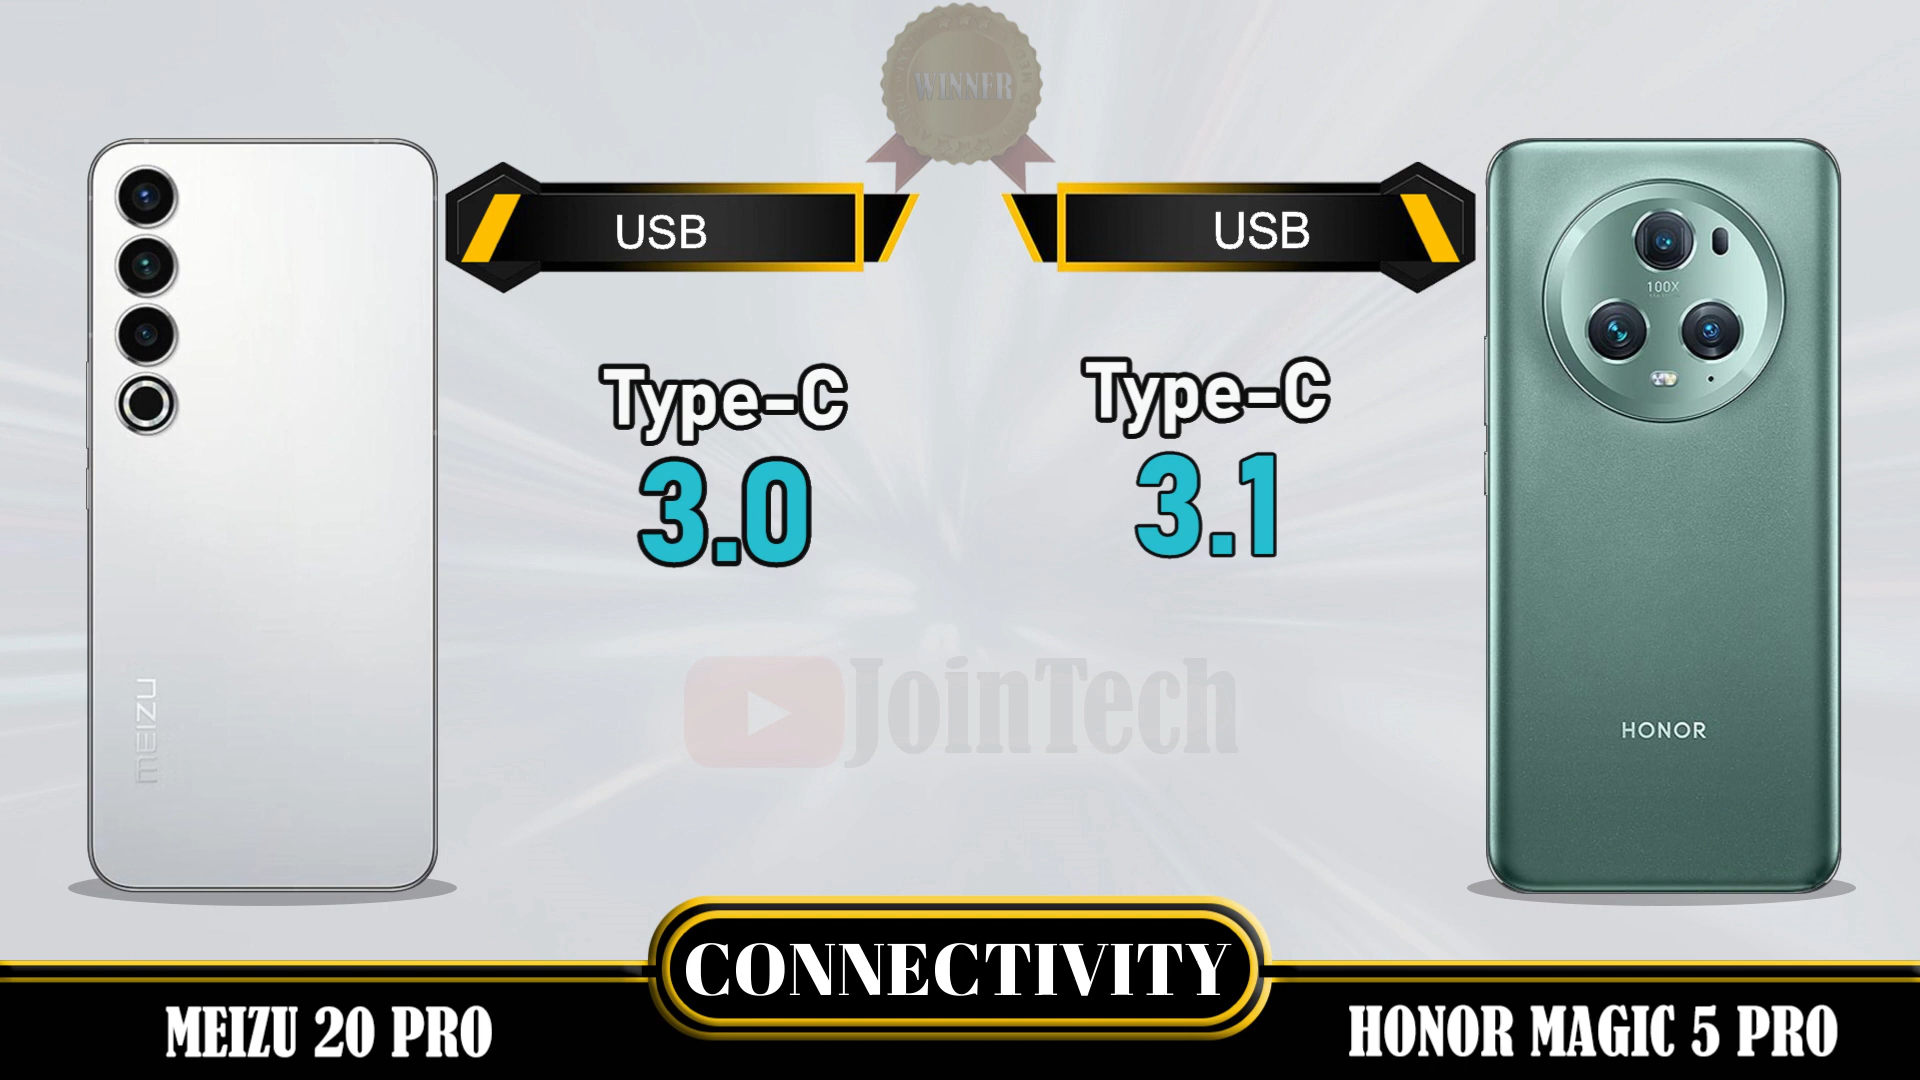 WINNER
USB
USB
Type-C
3.0
Type-C
3.1
100X
MEIZU
HONOR
JoinTech
CONNECTIVITY
MEIZU 20 PRO
HONOR MAGIC 5 PRO